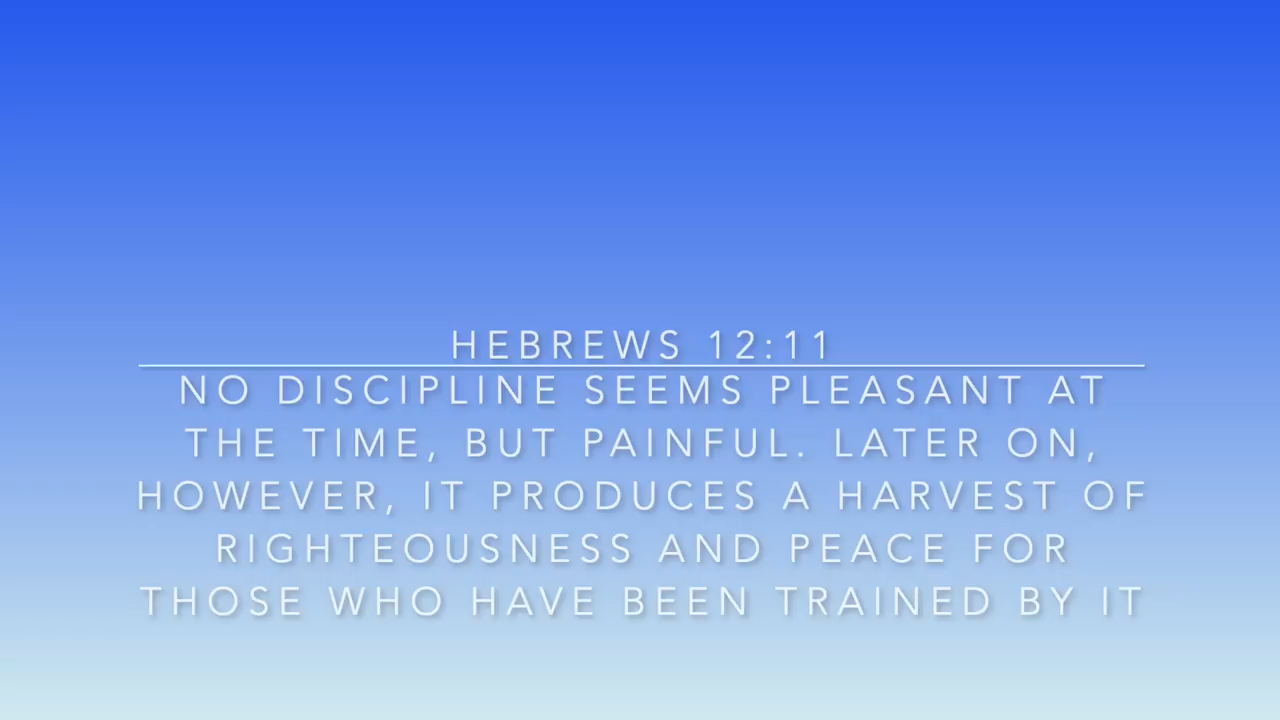 HEBREWS 12:11
NO DISCIPLINE SEEMS PLEASANT AT
THE TIME, BUT PAINFUL. LATER ON,
HOWEVER, IT PRODUCES A HARVEST OF
RIGHTEOUSNESS AND PEACE FOR
THOSE WHO HAVE BEEN TRAINED BY IT